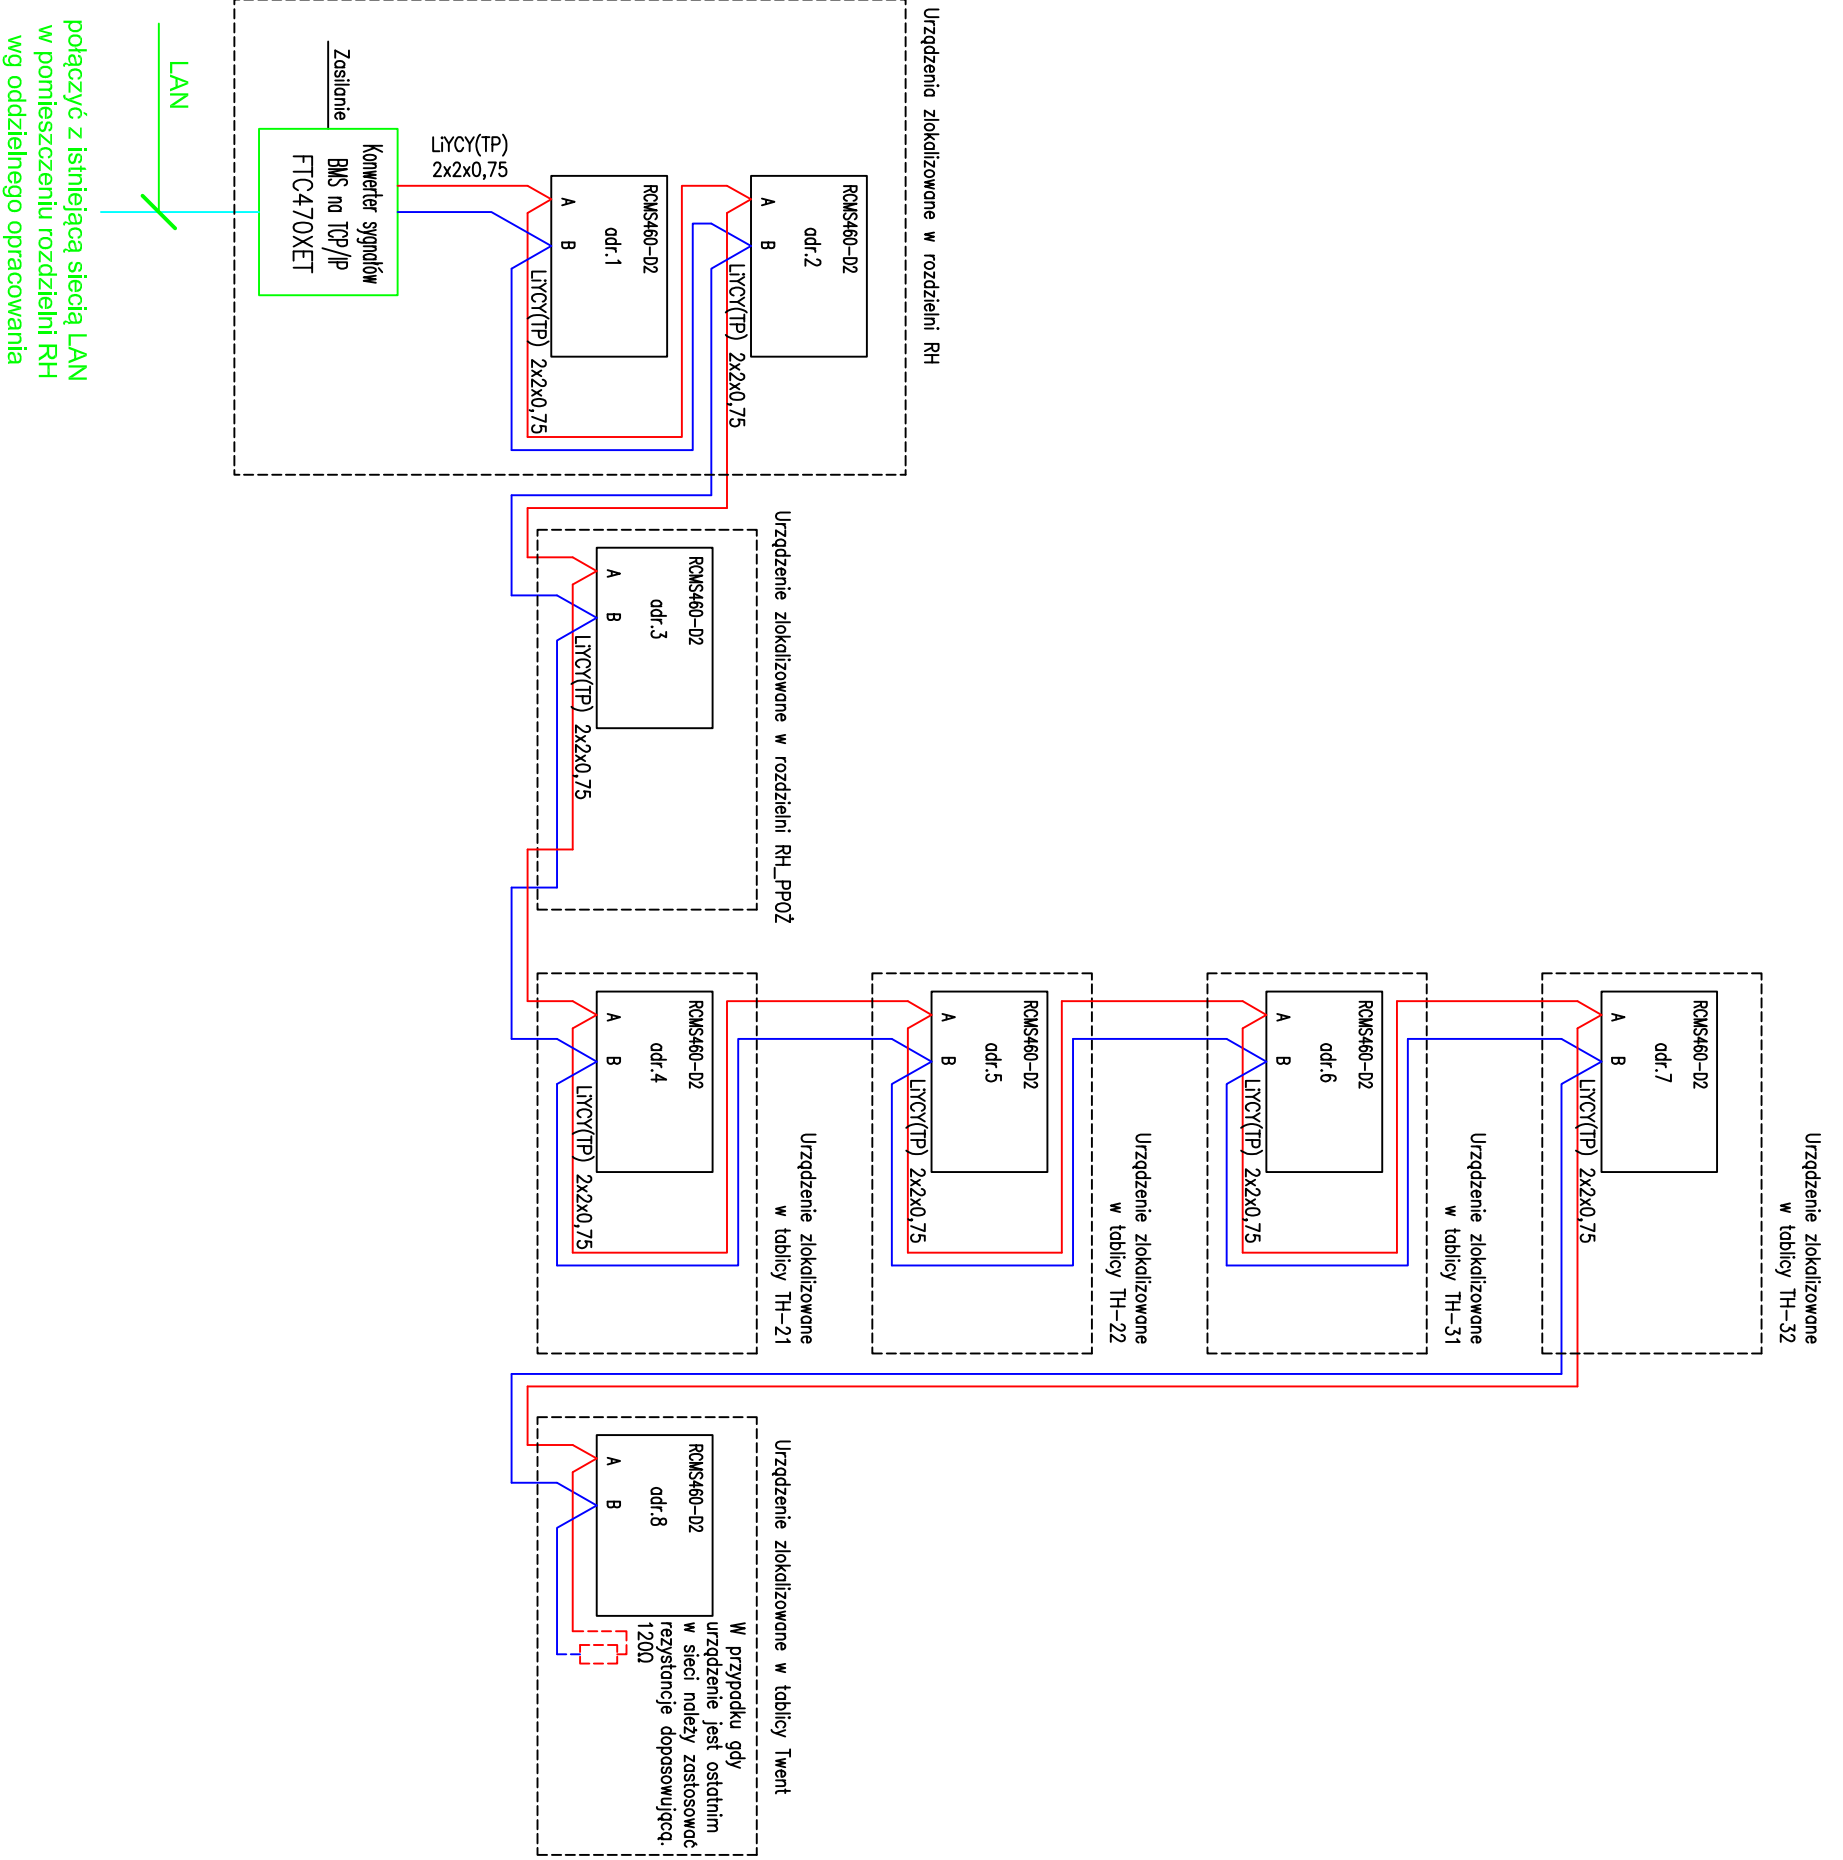 Urządzenia zlokalizowane w rozdzielni RH
RCMS460-D2
adr.2
A
B
LiYCY(TP) 2x2x0,75
RCMS460-D2
adr.1
A
B
LiYCY(TP) 2x2x0,75
LiYCY(TP)
2x2x0,75
Zasilanie
Konwerter sygnałów
BMS na TCP/IP
FTC470XET
LAN
połączyć z istniejącą siecią LAN
w pomieszczeniu rozdzielni RH
wg oddzielnego opracowania
Urządzenie zlokalizowane w rozdzielni RH_PPOŻ
RCMS460-D2
adr.3
A
B
LiYCY(TP) 2x2x0,75
Urządzenie zlokalizowane
w tablicy TH-21
RCMS460-D2
adr.4
A
B
LiYCY(TP) 2x2x0,75
Urządzenie zlokalizowane
w tablicy TH-22
RCMS460-D2
adr.5
A
B
LiYCY(TP) 2x2x0,75
Urządzenie zlokalizowane
w tablicy TH-31
RCMS460-D2
adr.6
A
B
LiYCY(TP) 2x2x0,75
Urządzenie zlokalizowane
w tablicy TH-32
RCMS460-D2
adr.7
A
B
LiYCY(TP) 2x2x0,75
Urządzenie zlokalizowane w tablicy Twent
RCMS460-D2
adr.8
A
B
W przypadku gdy
urządzenie jest ostatnim
w sieci należy zastosować
rezystancje dopasowującą.
120Ω